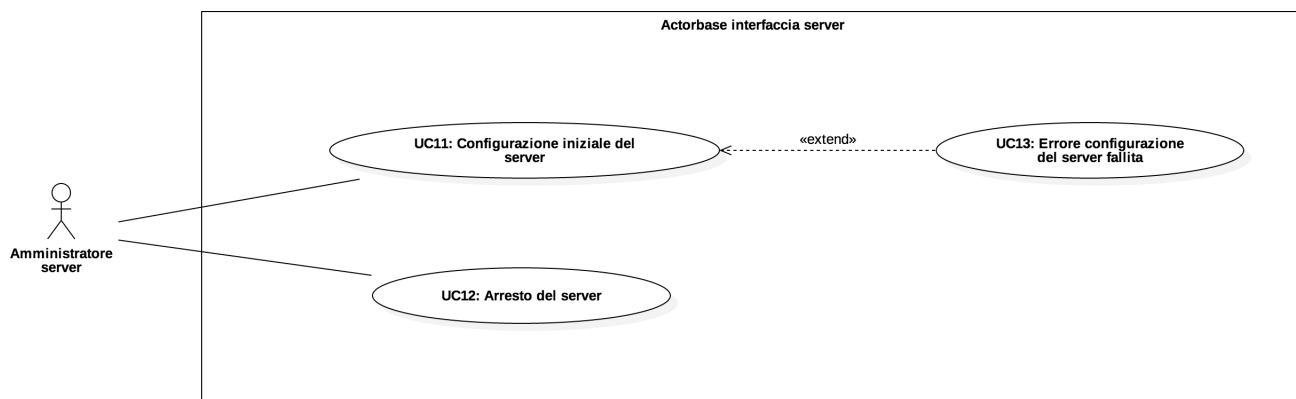 Actorbase interfaccia server
UC11: Configurazione iniziale del
server
«extend»
UC13: Errore configurazione
del server fallita
Amministratore
server
UC12: Arresto del server